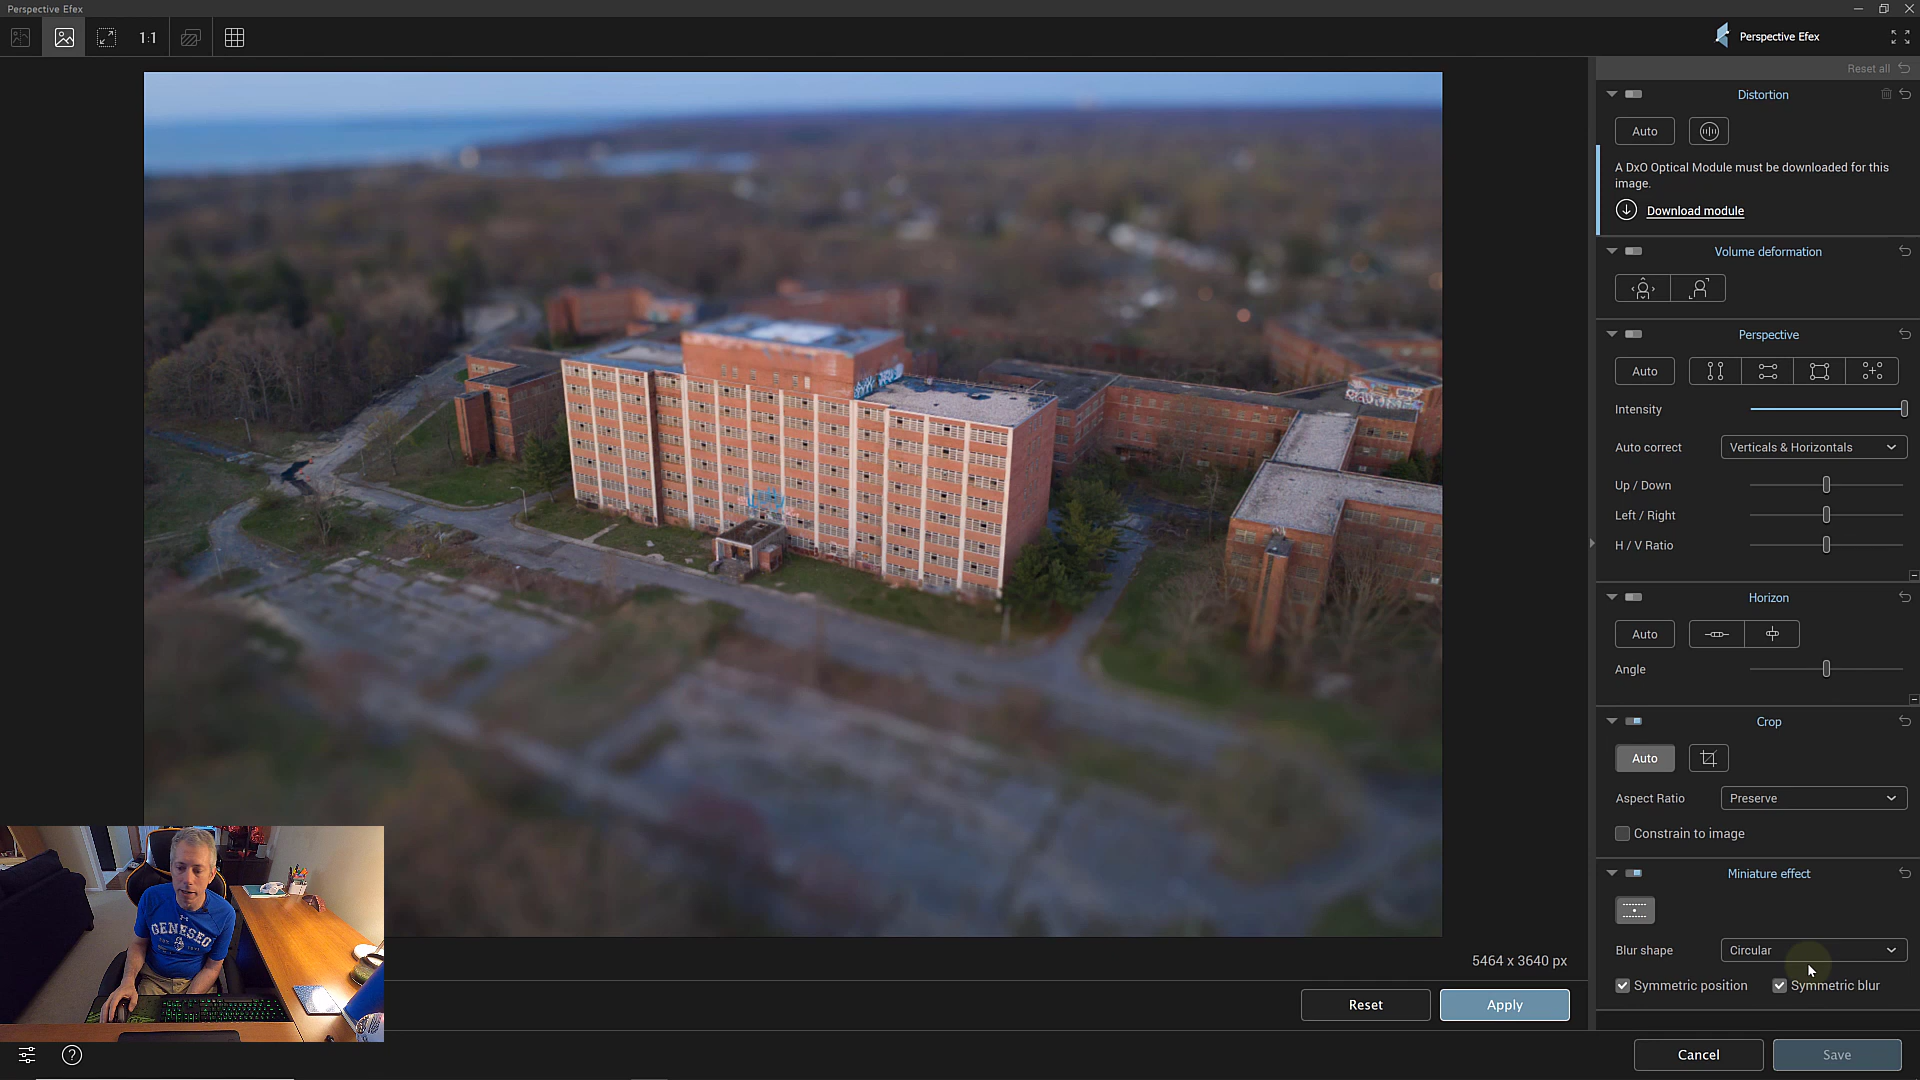 Perspective Efex
1:1
Perspective Efex
Reset all
Distortion
Auto
A DxO Optical Module must be downloaded for this
image.
Download module
Volume deformation
Perspective
Auto
Intensity
Auto correct
Verticals & Horizontals
Up / Down
Left / Right
H / V Ratio
Horizon
Auto
Angle
Crop
Auto
Aspect Ratio
Preserve
Constrain to image
Miniature effect
Blur shape
Circular
Symmetric position
Symmetric blur
5464 x 3640 px
Reset
Apply
GENESEO
?
Cancel
Save